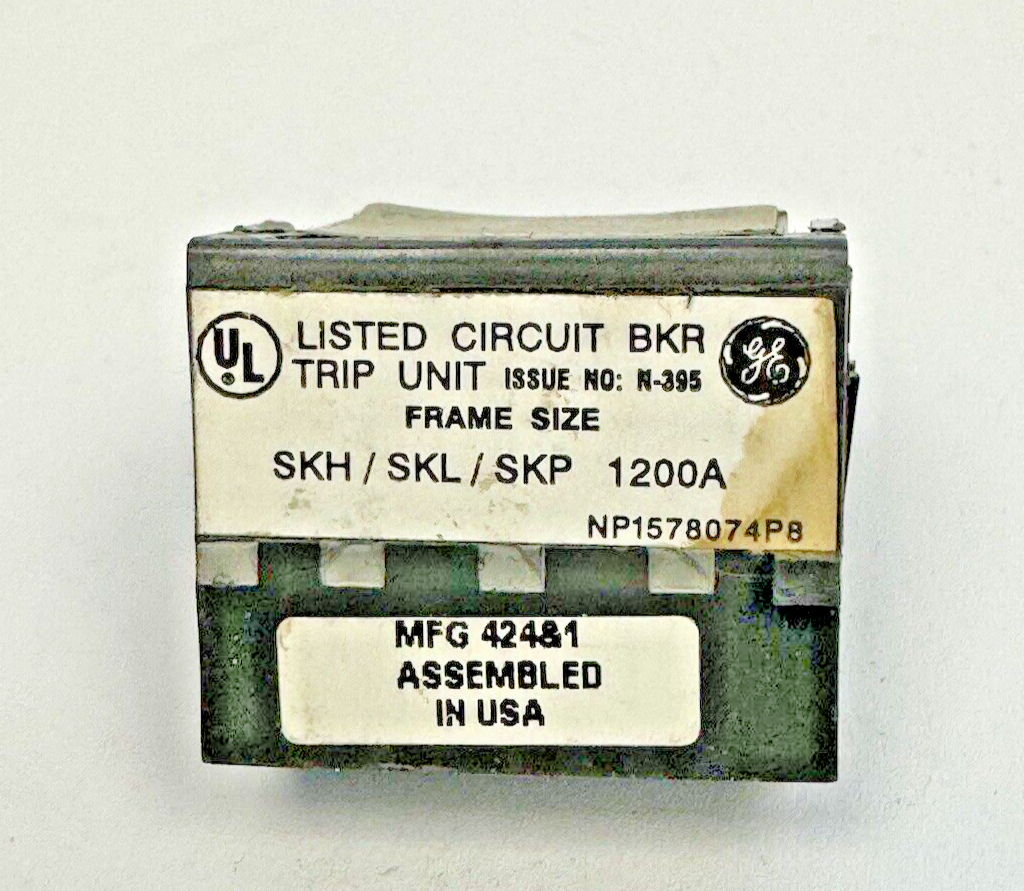 UL LISTED CIRCUIT BKR GE
TRIP UNIT ISSUE NO: N-395
FRAME SIZE
SKH / SKL / SKP 1200A
NP1578074P8
MFG 424&1
ASSEMBLED
IN USA